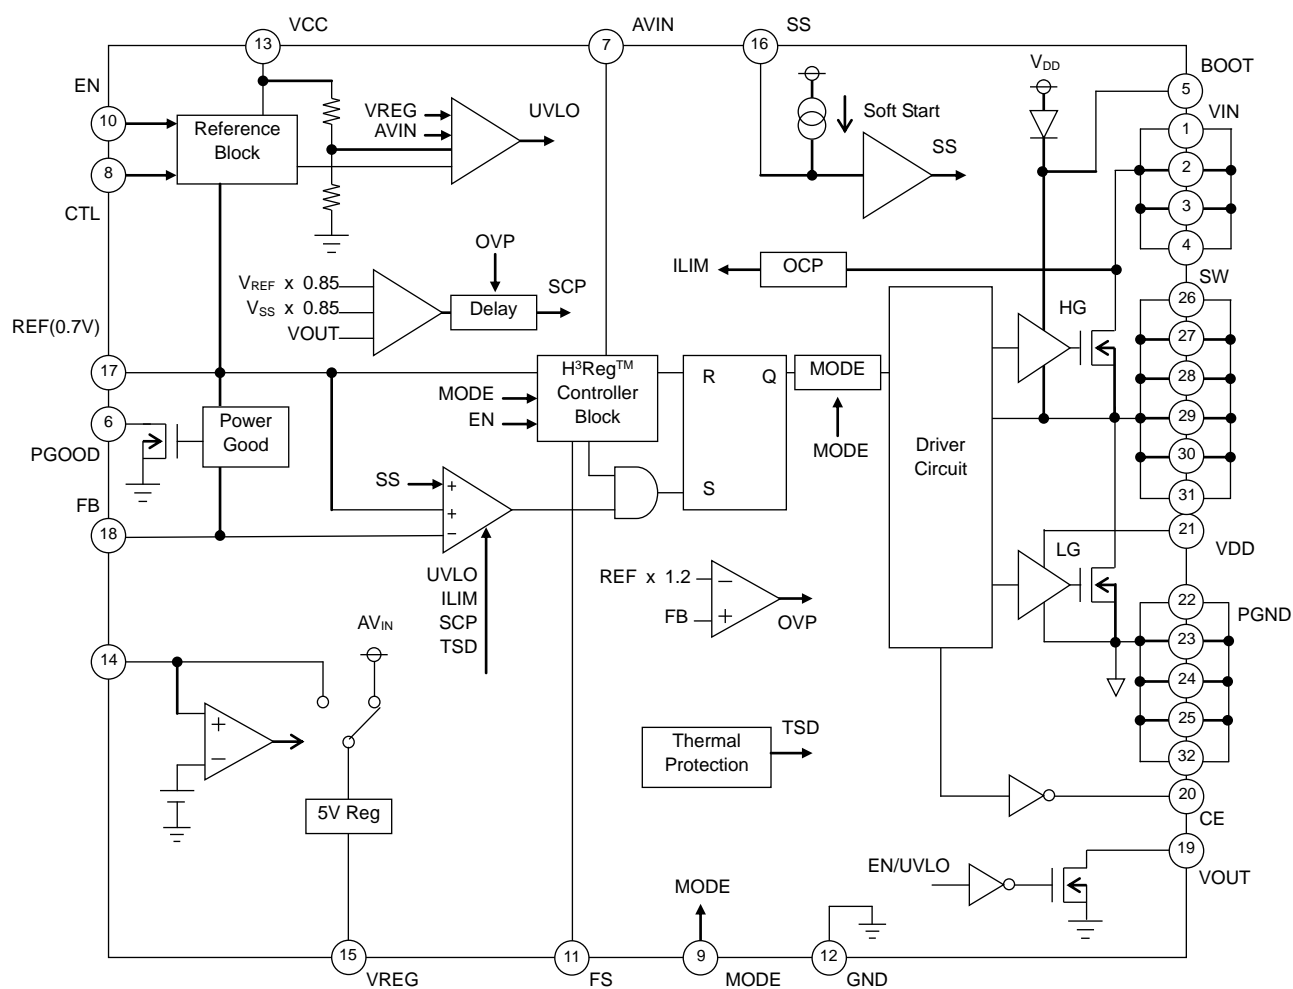 VCC
13
AVIN
7
SS
16
EN
10
8
CTL
Reference
Block
VREG
AVIN
UVLO
Soft Start
SS
VDD
BOOT
5
VIN
1
2
3
4
OVP
VREF x 0.85
VSS x 0.85
VOUT
Delay
SCP
ILIM
OCP
SW
26
27
28
29
30
31
HG
REF(0.7V)
17
6
PGOOD
Power
Good
FB
18
MODE
EN
H³Reg™
Controller
Block
R
Q
S
MODE
MODE
Driver
Circuit
SS
+
+
−
UVLO
ILIM
SCP
TSD
REF x 1.2
FB
−
+
OVP
LG
21
VDD
22
PGND
23
24
25
32
20
CE
19
VOUT
14
AVIN
+
−
5V Reg
Thermal
Protection
TSD
EN/UVLO
MODE
15
VREG
11
FS
9
MODE
12
GND